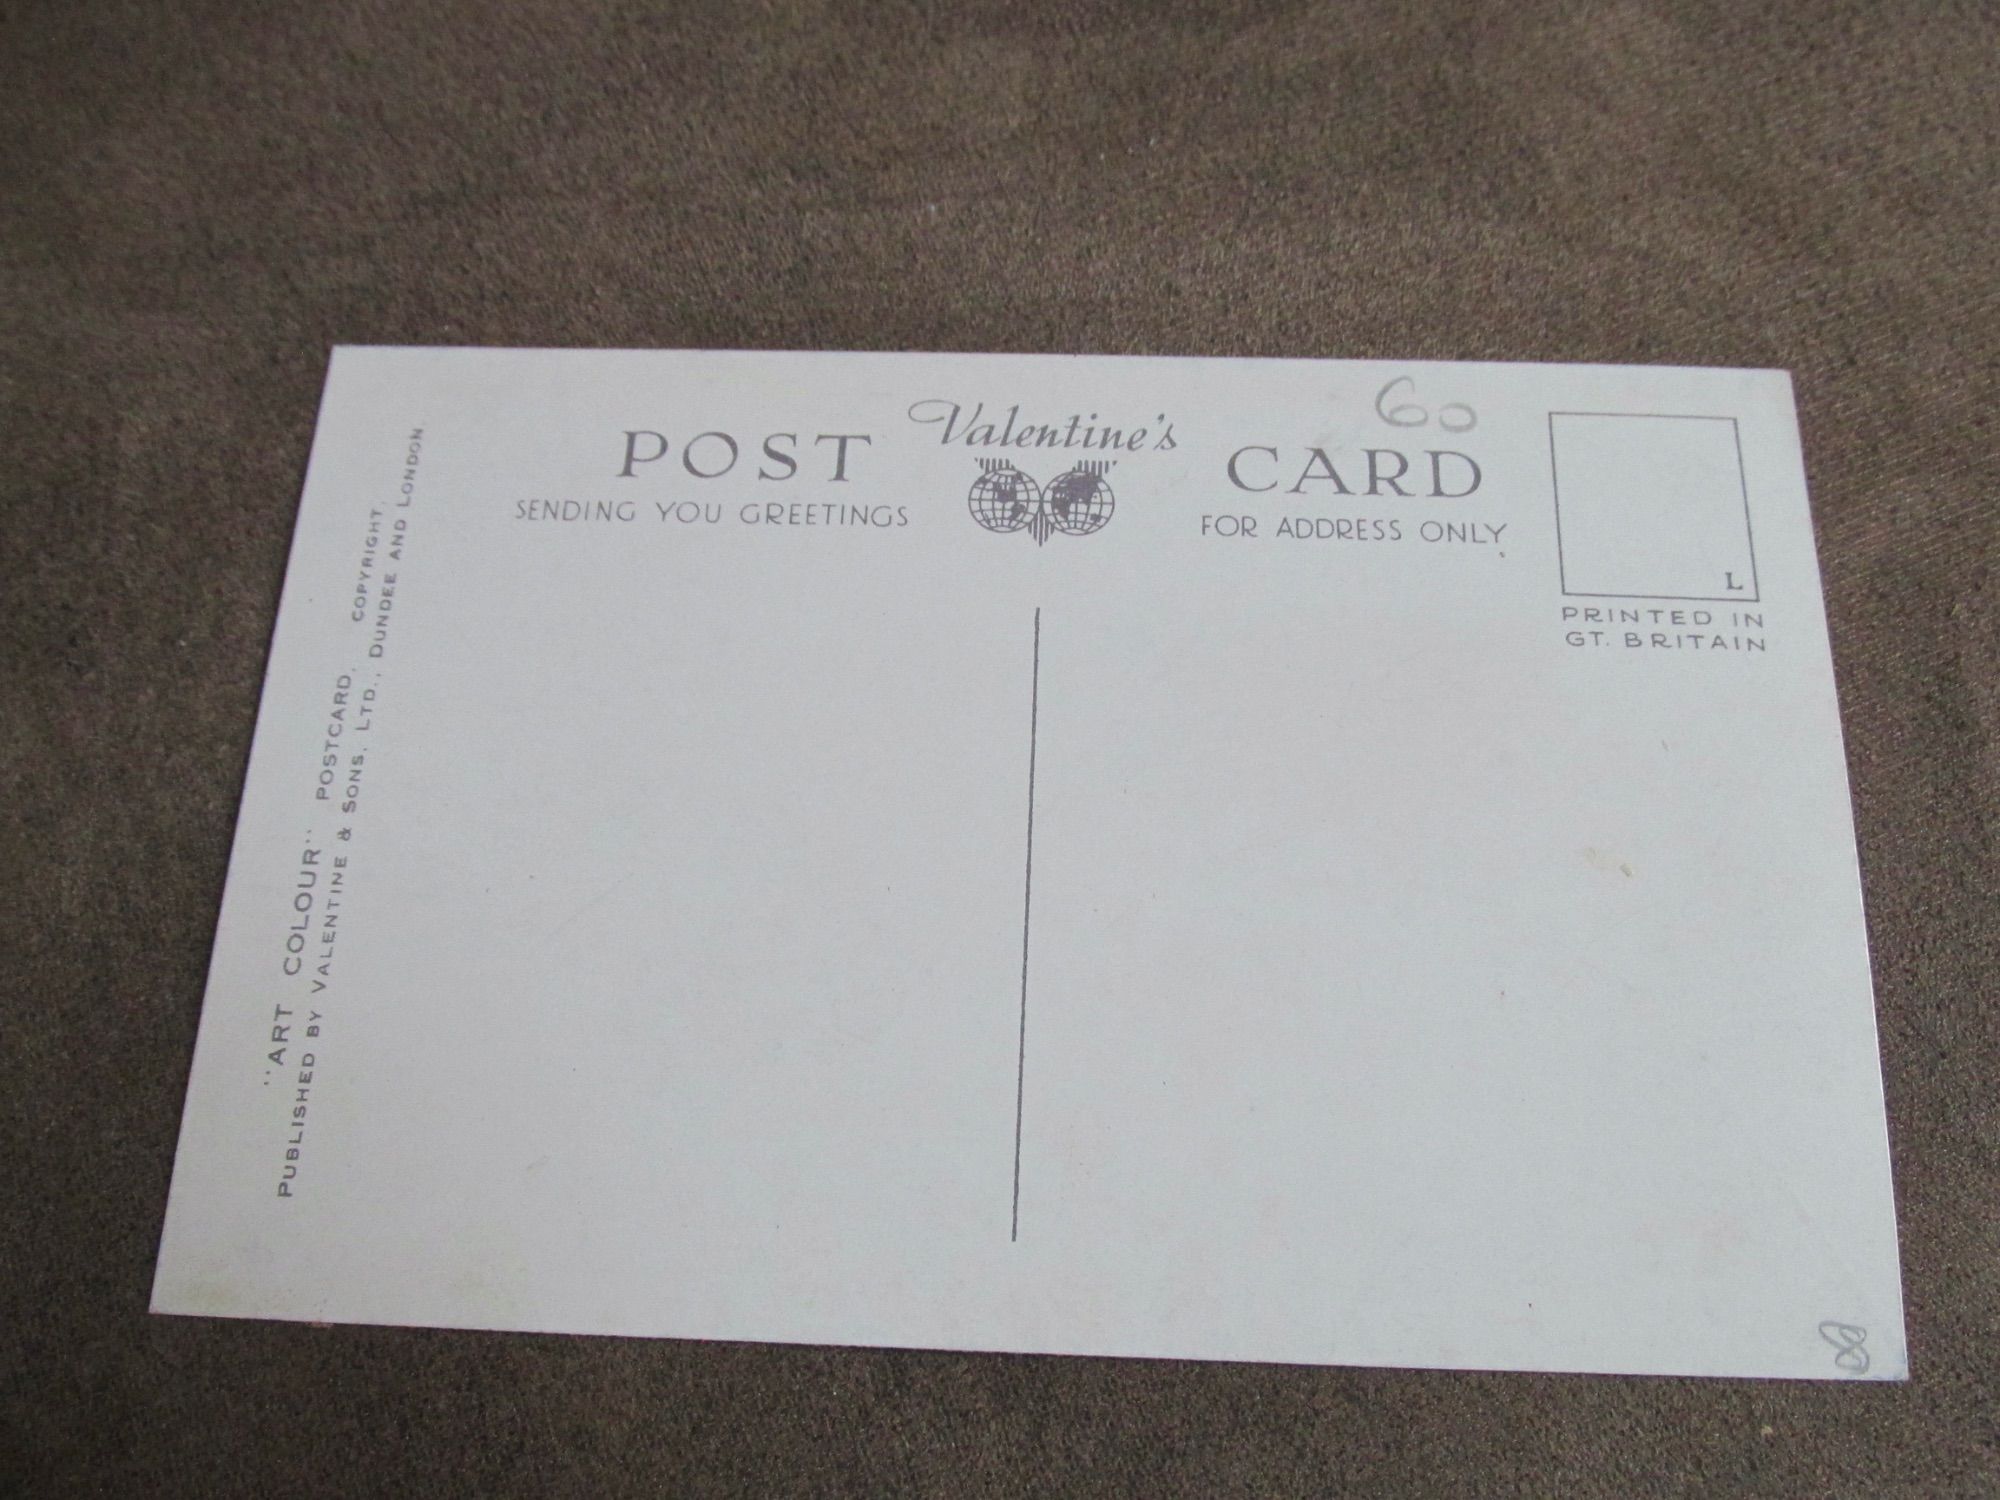 60
Valentine's
POST CARD
SENDING YOU GREETINGS
FOR ADDRESS ONLY
L
PRINTED IN
GT. BRITAIN
"ART COLOUR" POSTCARD. COPYRIGHT.
PUBLISHED BY VALENTINE & SONS, LTD., DUNDEE AND LONDON.